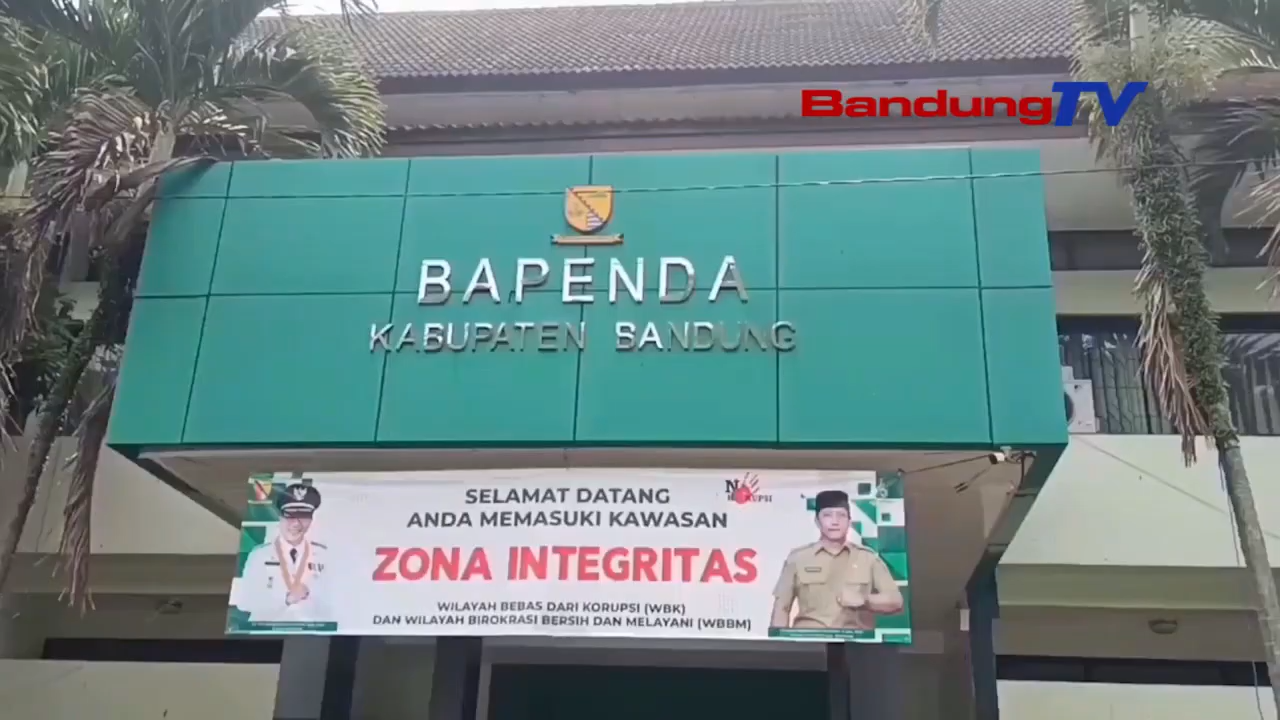 BandungTV
BAPENDA
KABUPATEN BANDUNG
SELAMAT DATANG
ANDA MEMASUKI KAWASAN
ZONA INTEGRITAS
WILAYAH BEBAS DARI KORUPSI (WBK)
DAN WILAYAH BIROKRASI BERSIH DAN MELAYANI (WBBM)